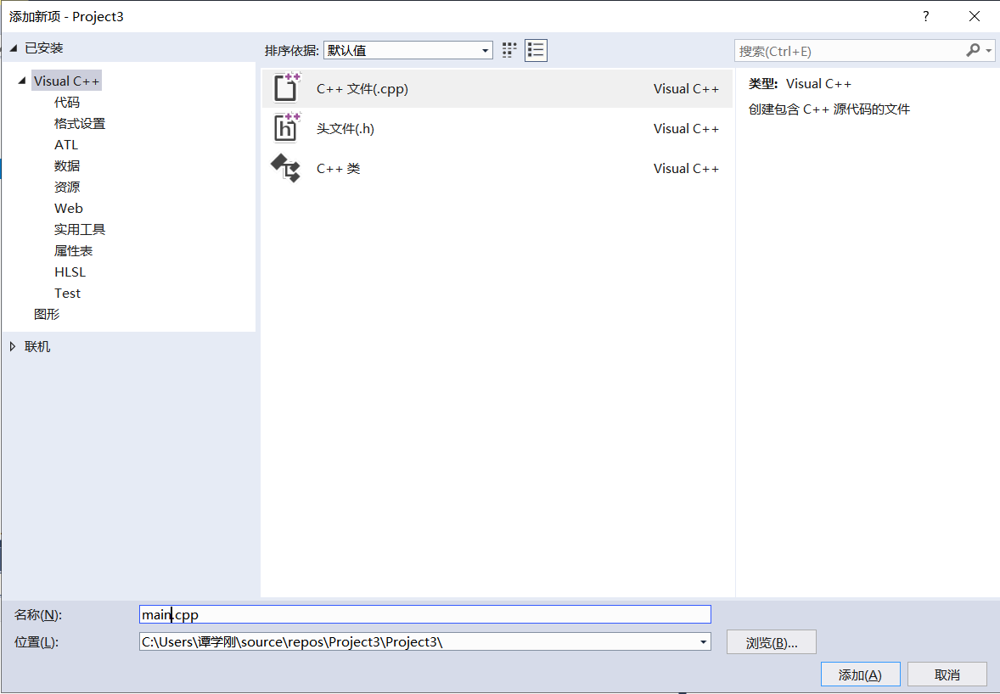 添加新项 - Project3
?
已安装
排序依据: 默认值
搜索(Ctrl+E)
Visual C++
代码
格式设置
ATL
数据
资源
Web
实用工具
属性表
HLSL
Test
图形
联机
C++ 文件(.cpp) Visual C++
头文件(.h) Visual C++
C++ 类 Visual C++
类型: Visual C++
创建包含 C++ 源代码的文件
名称(N): main.cpp
位置(L): C:\Users\谭学刚\source\repos\Project3\Project3\
浏览(B)...
添加(A) 取消